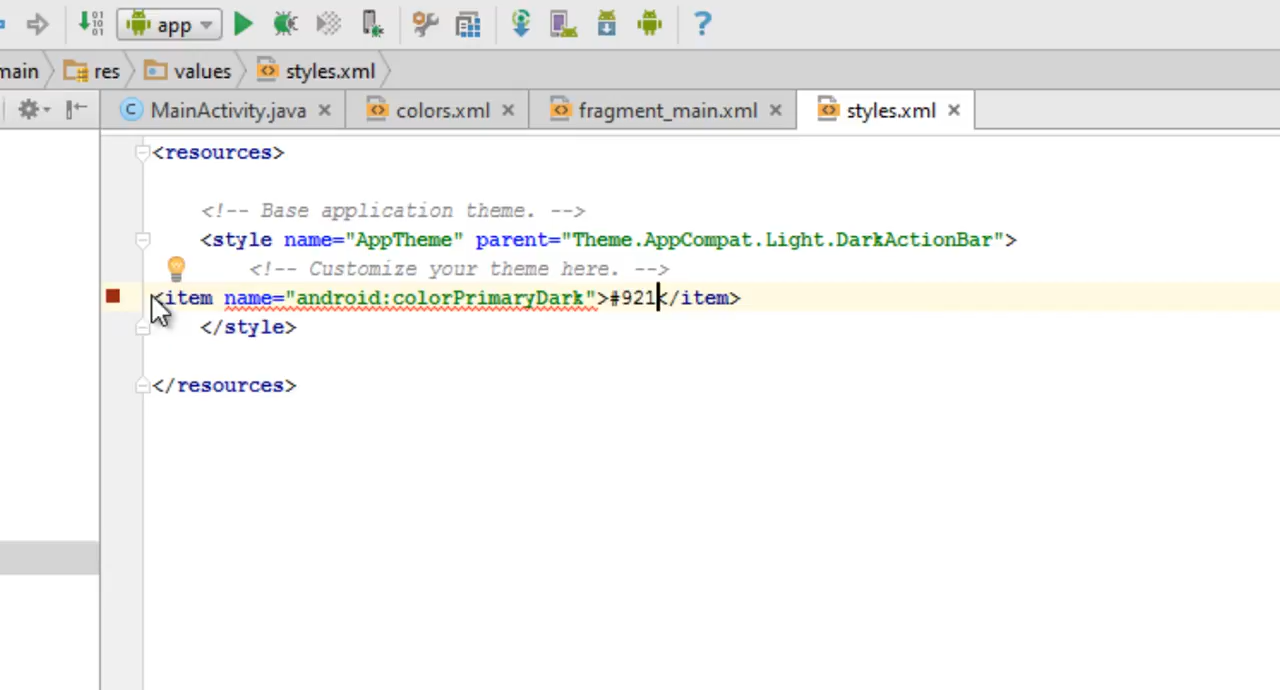 app
?
main res values styles.xml
MainActivity.java colors.xml fragment_main.xml styles.xml
<resources>
<!-- Base application theme. -->
<style name="AppTheme" parent="Theme.AppCompat.Light.DarkActionBar">
<!-- Customize your theme here. -->
<item name="android:colorPrimaryDark">#921</item>
</style>
</resources>